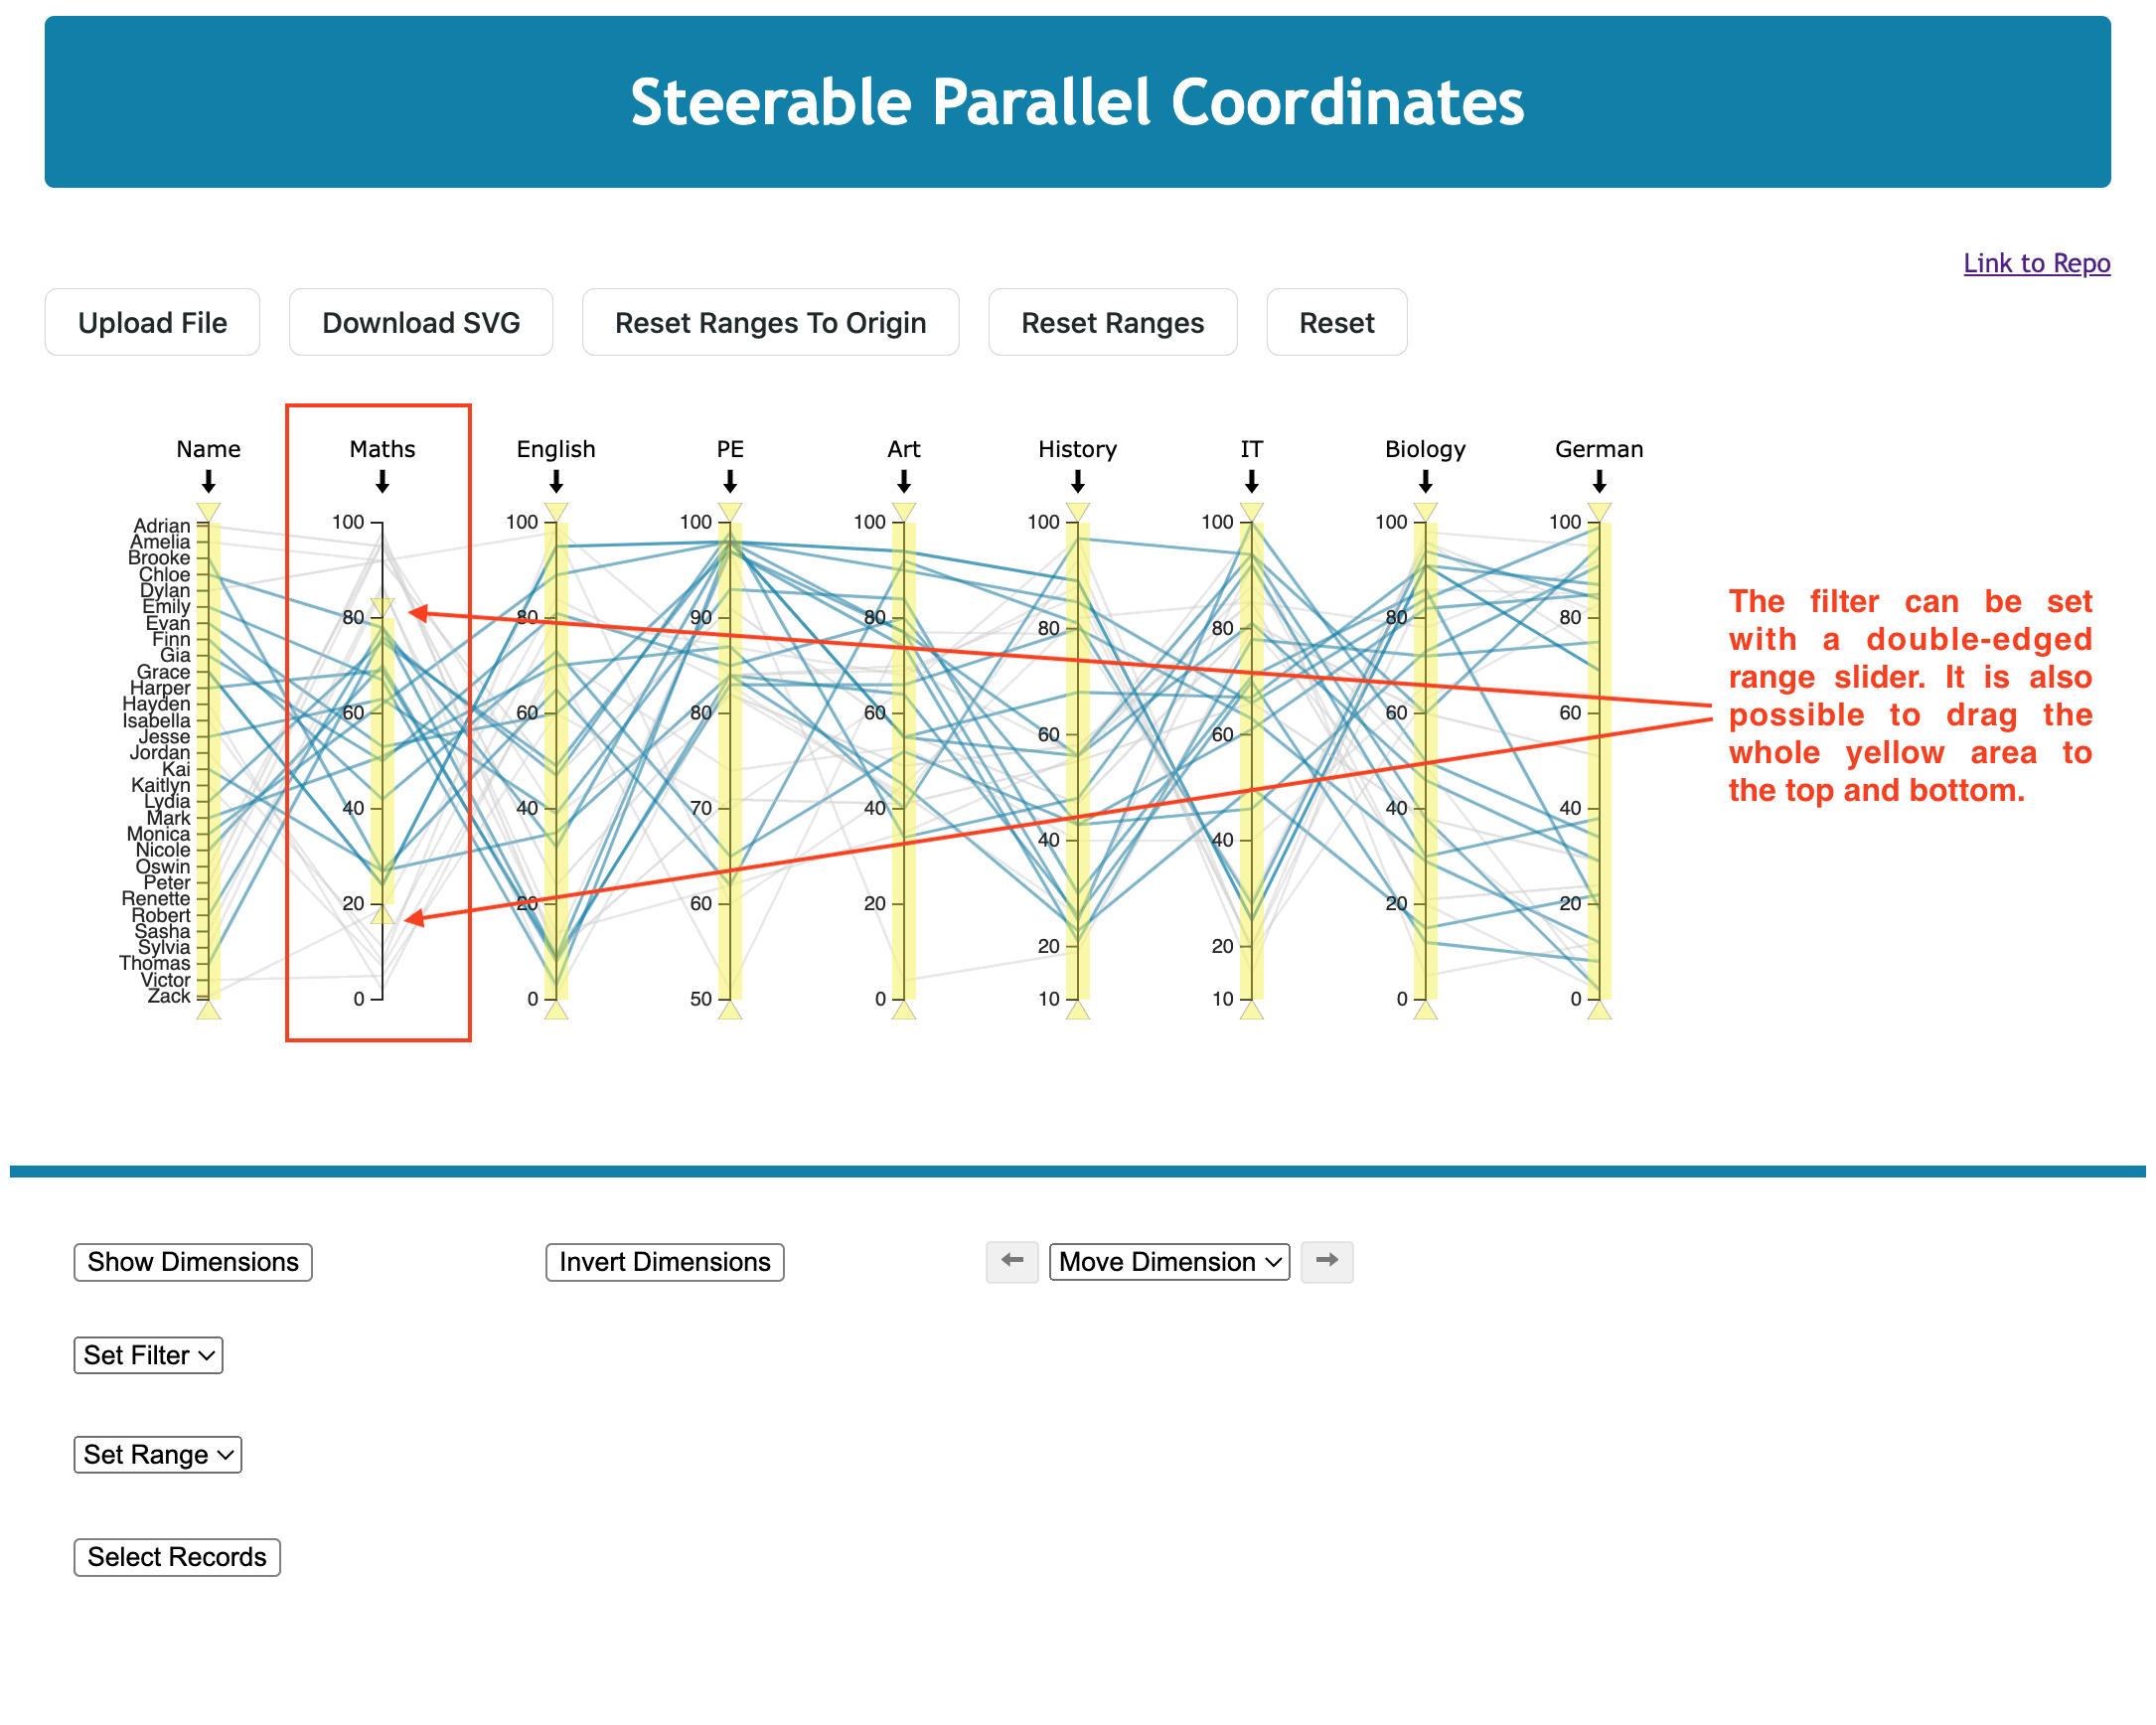 Steerable Parallel Coordinates
Link to Repo
Upload File Download SVG Reset Ranges To Origin Reset Ranges Reset
Name Maths English PE Art History IT Biology German
Adrian
Amelia
Brooke
Chloe
Dylan
Emily
Evan
Finn
Gia
Grace
Harper
Hayden
Isabella
Jesse
Jordan
Kai
Kaitlyn
Lydia
Mark
Monica
Nicole
Oswin
Peter
Renette
Robert
Sasha
Sylvia
Thomas
Victor
Zack
100
80
60
40
20
0
100
80
60
40
20
0
100
90
80
70
60
50
100
80
60
40
20
0
100
80
60
40
20
10
100
80
60
40
20
10
100
80
60
40
20
0
100
80
60
40
20
0
The filter can be set
with a double-edged
range slider. It is also
possible to drag the
whole yellow area to
the top and bottom.
Show Dimensions Invert Dimensions Move Dimension
Set Filter
Set Range
Select Records